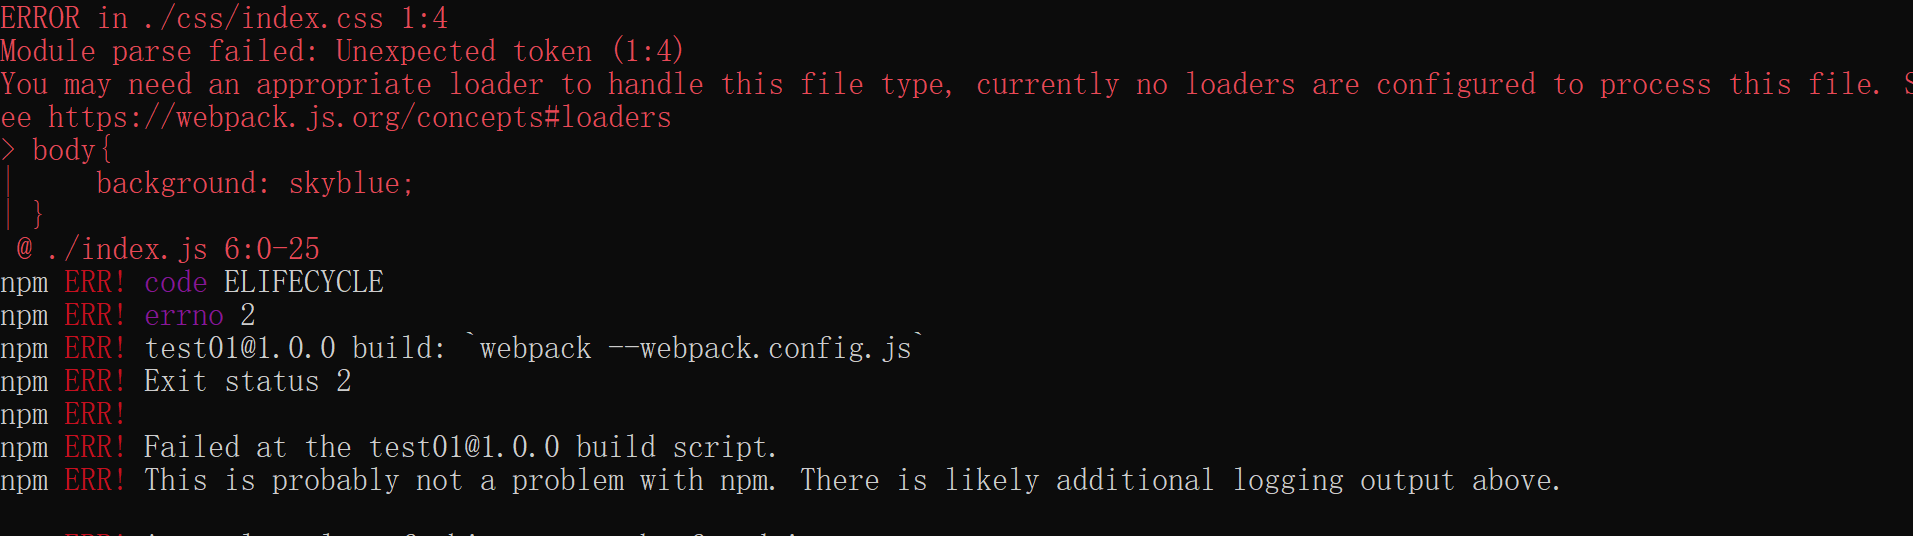 ERROR in ./css/index.css 1:4
Module parse failed: Unexpected token (1:4)
You may need an appropriate loader to handle this file type, currently no loaders are configured to process this file. S
ee https://webpack.js.org/concepts#loaders
> body{
|     background: skyblue;
| }
 @ ./index.js 6:0-25
npm ERR! code ELIFECYCLE
npm ERR! errno 2
npm ERR! test01@1.0.0 build: `webpack --webpack.config.js`
npm ERR! Exit status 2
npm ERR!
npm ERR! Failed at the test01@1.0.0 build script.
npm ERR! This is probably not a problem with npm. There is likely additional logging output above.